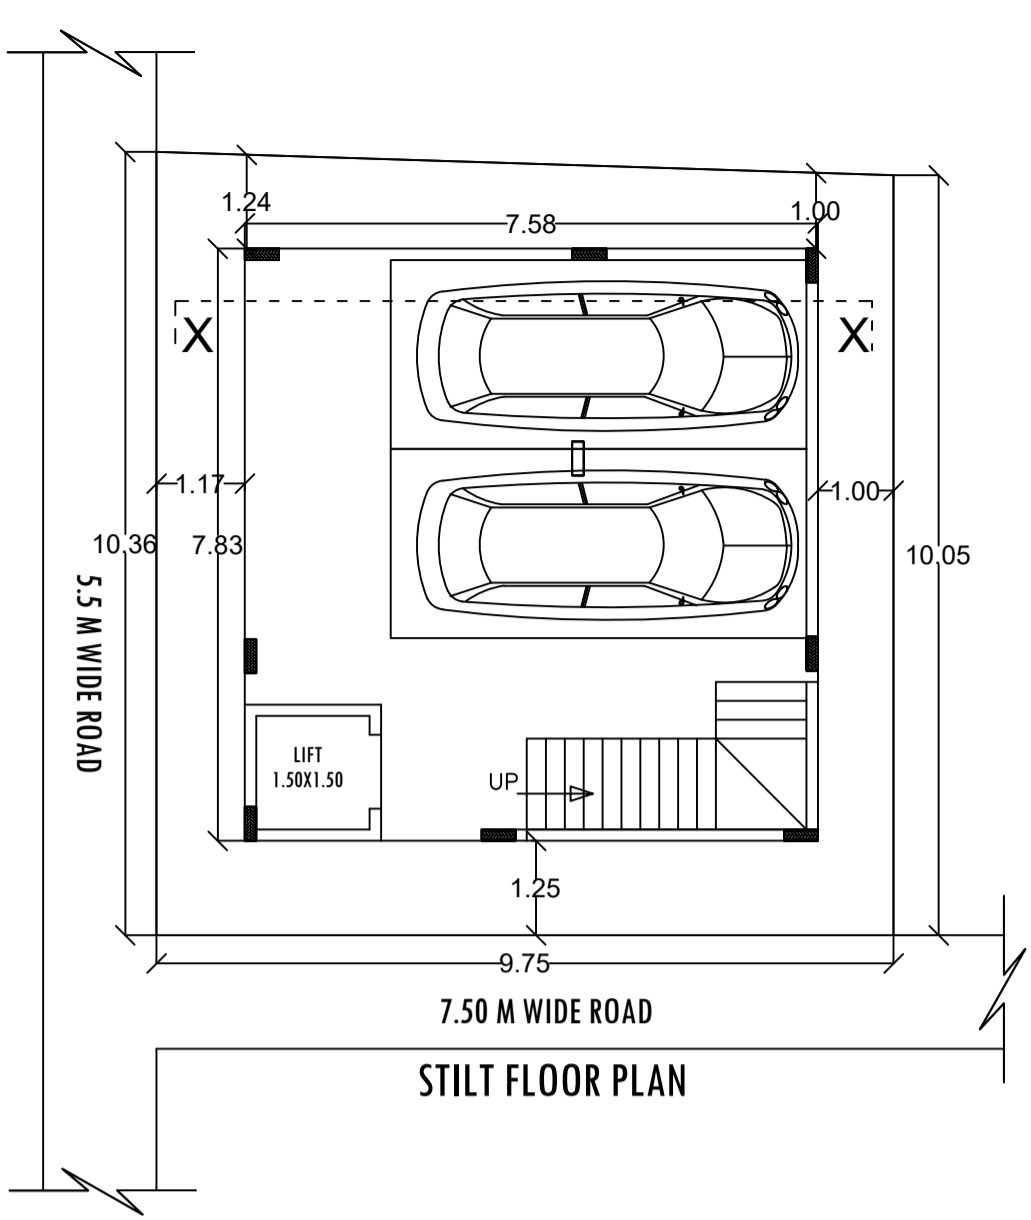 1.24
1.00
7.58
X
X
1.17
1.00
10.36
7.83
10.05
5.5 M WIDE ROAD
LIFT
1.50X1.50
UP
1.25
9.75
7.50 M WIDE ROAD
STILT FLOOR PLAN